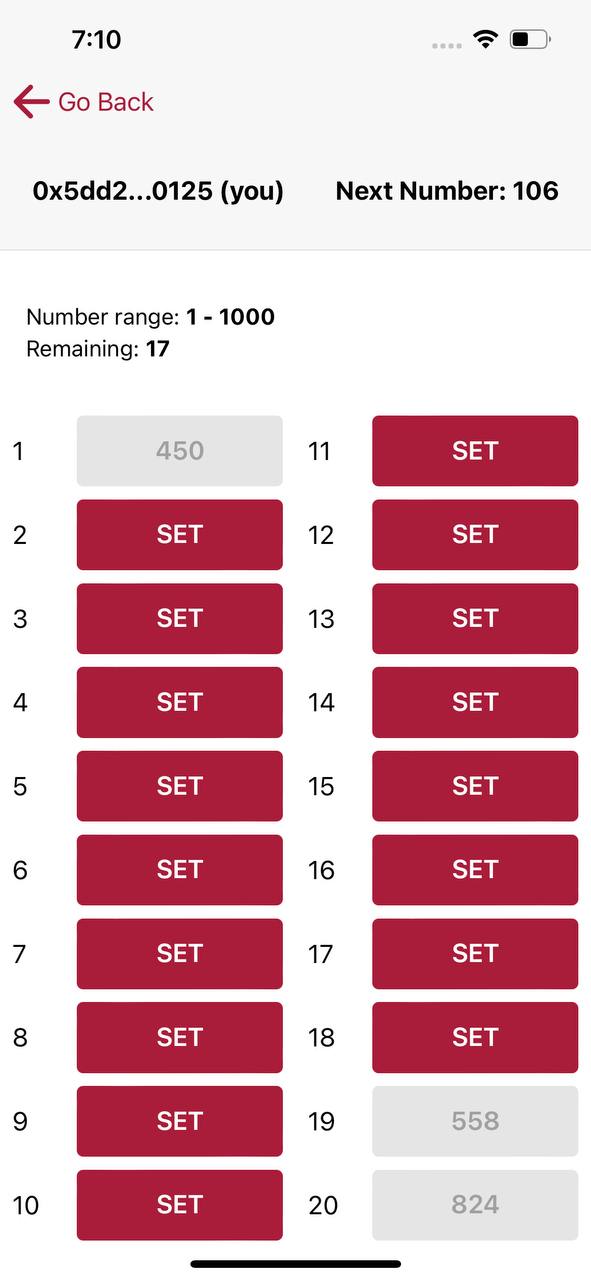 7:10
Go Back
0x5dd2...0125 (you) Next Number: 106
Number range: 1 - 1000
Remaining: 17
1 450 11 SET
2 SET 12 SET
3 SET 13 SET
4 SET 14 SET
5 SET 15 SET
6 SET 16 SET
7 SET 17 SET
8 SET 18 SET
9 SET 19 558
10 SET 20 824